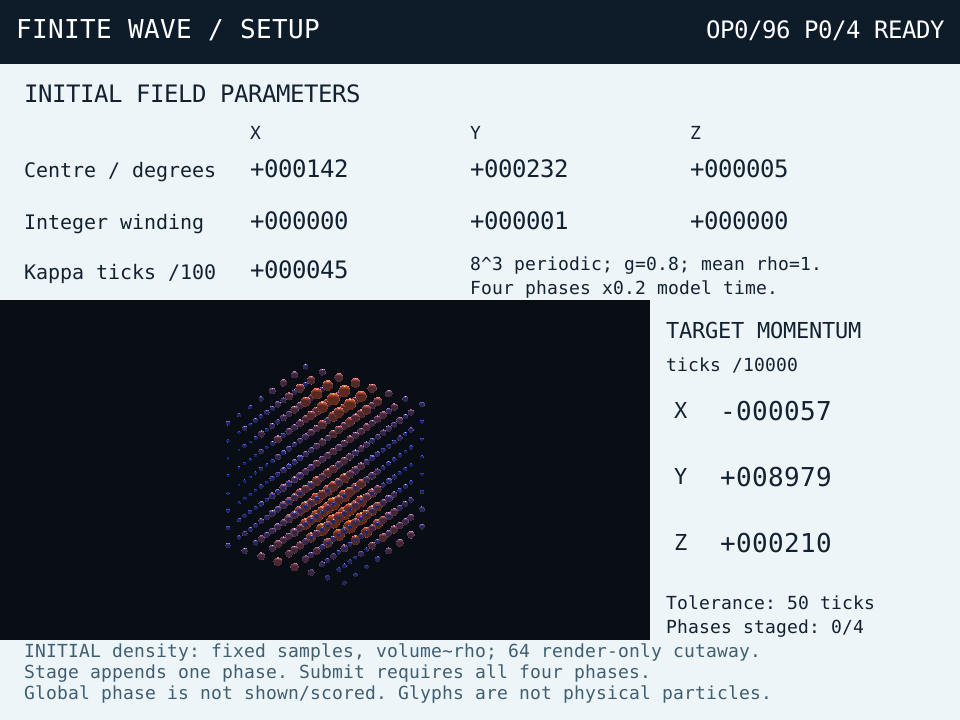 FINITE WAVE / SETUP
OP0/96 P0/4 READY
INITIAL FIELD PARAMETERS
X Y Z
Centre / degrees +000142 +000232 +000005
Integer winding +000000 +000001 +000000
Kappa ticks /100 +000045
8^3 periodic; g=0.8; mean rho=1.
Four phases x0.2 model time.
TARGET MOMENTUM
ticks /10000
X -000057
Y +008979
Z +000210
Tolerance: 50 ticks
Phases staged: 0/4
INITIAL density: fixed samples, volume~rho; 64 render-only cutaway.
Stage appends one phase. Submit requires all four phases.
Global phase is not shown/scored. Glyphs are not physical particles.